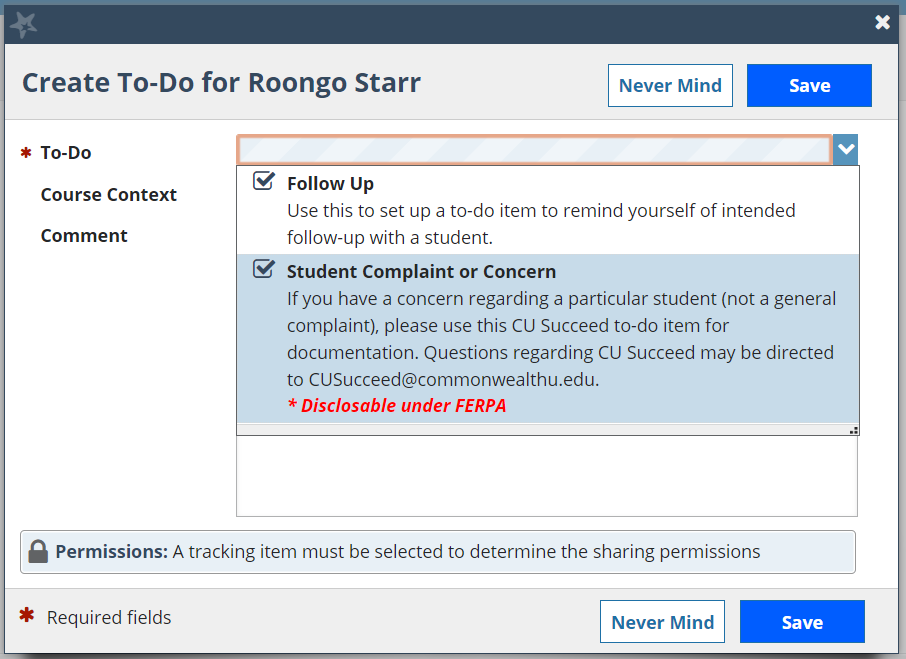 Create To-Do for Roongo Starr
Never Mind
Save
* To-Do
Follow Up
Use this to set up a to-do item to remind yourself of intended
follow-up with a student.
Student Complaint or Concern
If you have a concern regarding a particular student (not a general
complaint), please use this CU Succeed to-do item for
documentation. Questions regarding CU Succeed may be directed
to CUSucceed@commonwealthu.edu.
* Disclosable under FERPA
Course Context
Comment
Permissions: A tracking item must be selected to determine the sharing permissions
* Required fields
Never Mind
Save